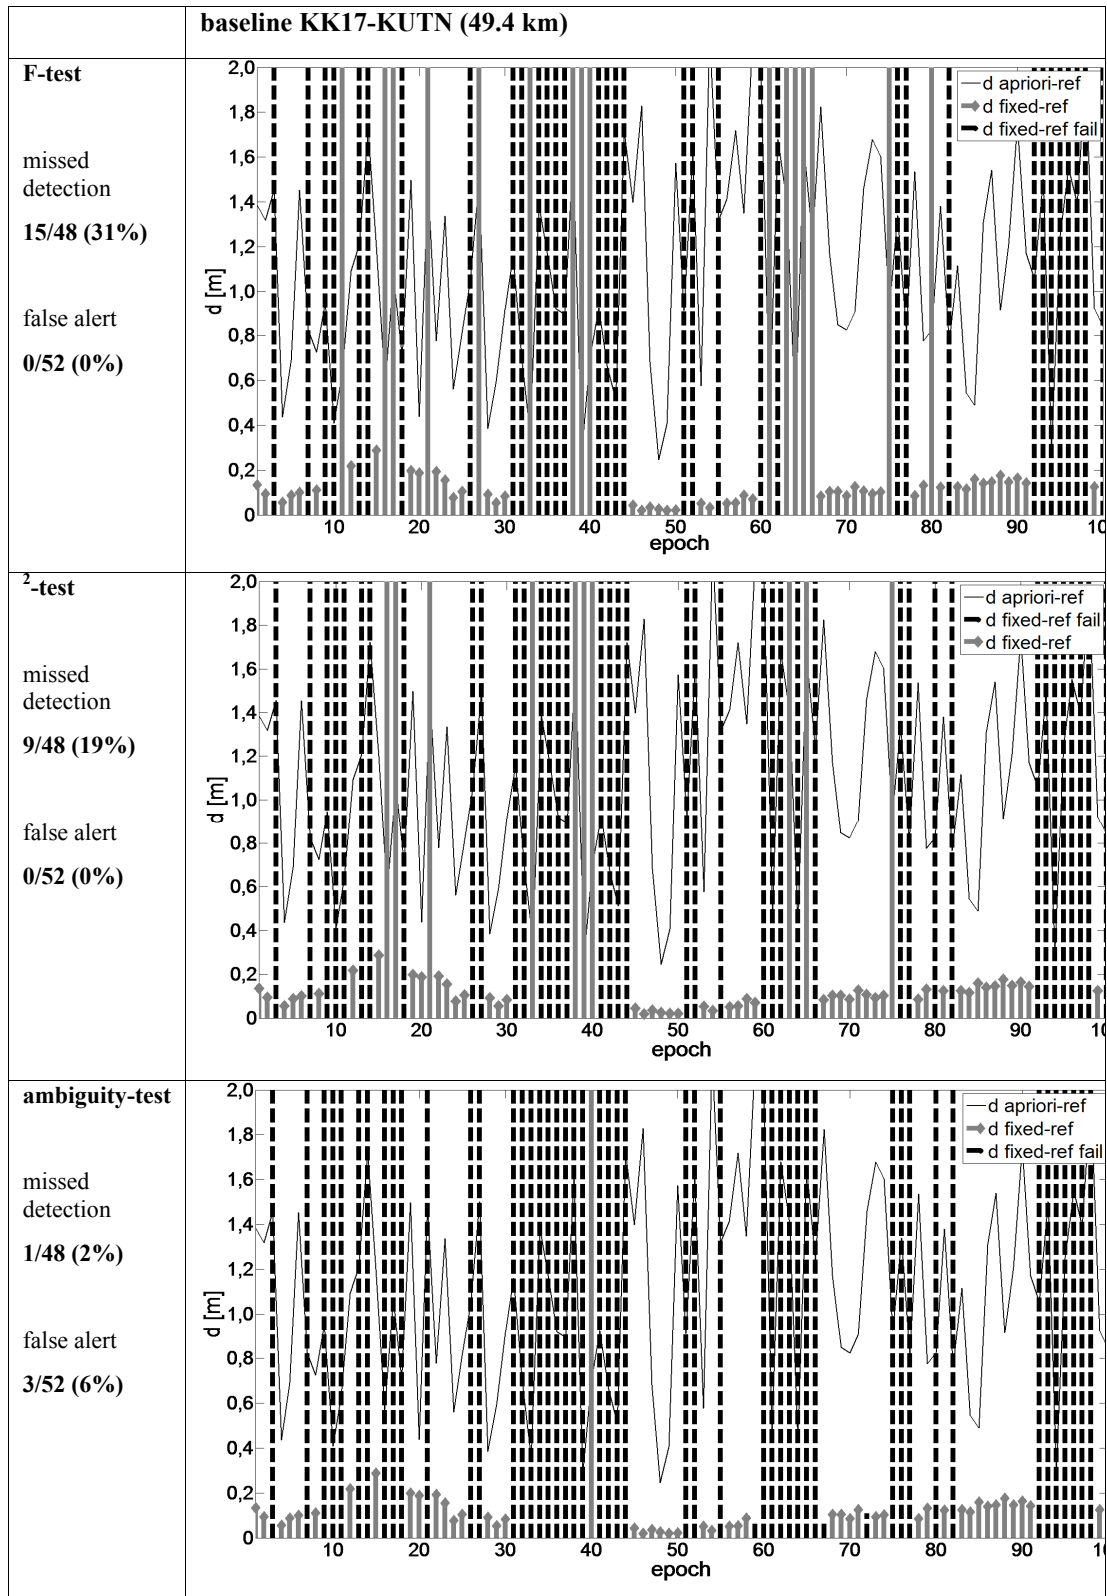 baseline KK17-KUTN (49.4 km)
F-test
missed
detection
15/48 (31%)
false alert
0/52 (0%)
2,0
1,8
1,6
1,4
1,2
1,0
0,8
0,6
0,4
0,2
0
d [m]
10 20 30 40 50 60 70 80 90 10
epoch
d apriori-ref
d fixed-ref
d fixed-ref fail
2-test
missed
detection
9/48 (19%)
false alert
0/52 (0%)
2,0
1,8
1,6
1,4
1,2
1,0
0,8
0,6
0,4
0,2
0
d [m]
10 20 30 40 50 60 70 80 90 10
epoch
d apriori-ref
d fixed-ref fail
d fixed-ref
ambiguity-test
missed
detection
1/48 (2%)
false alert
3/52 (6%)
2,0
1,8
1,6
1,4
1,2
1,0
0,8
0,6
0,4
0,2
0
d [m]
10 20 30 40 50 60 70 80 90 10
epoch
d apriori-ref
d fixed-ref
d fixed-ref fail